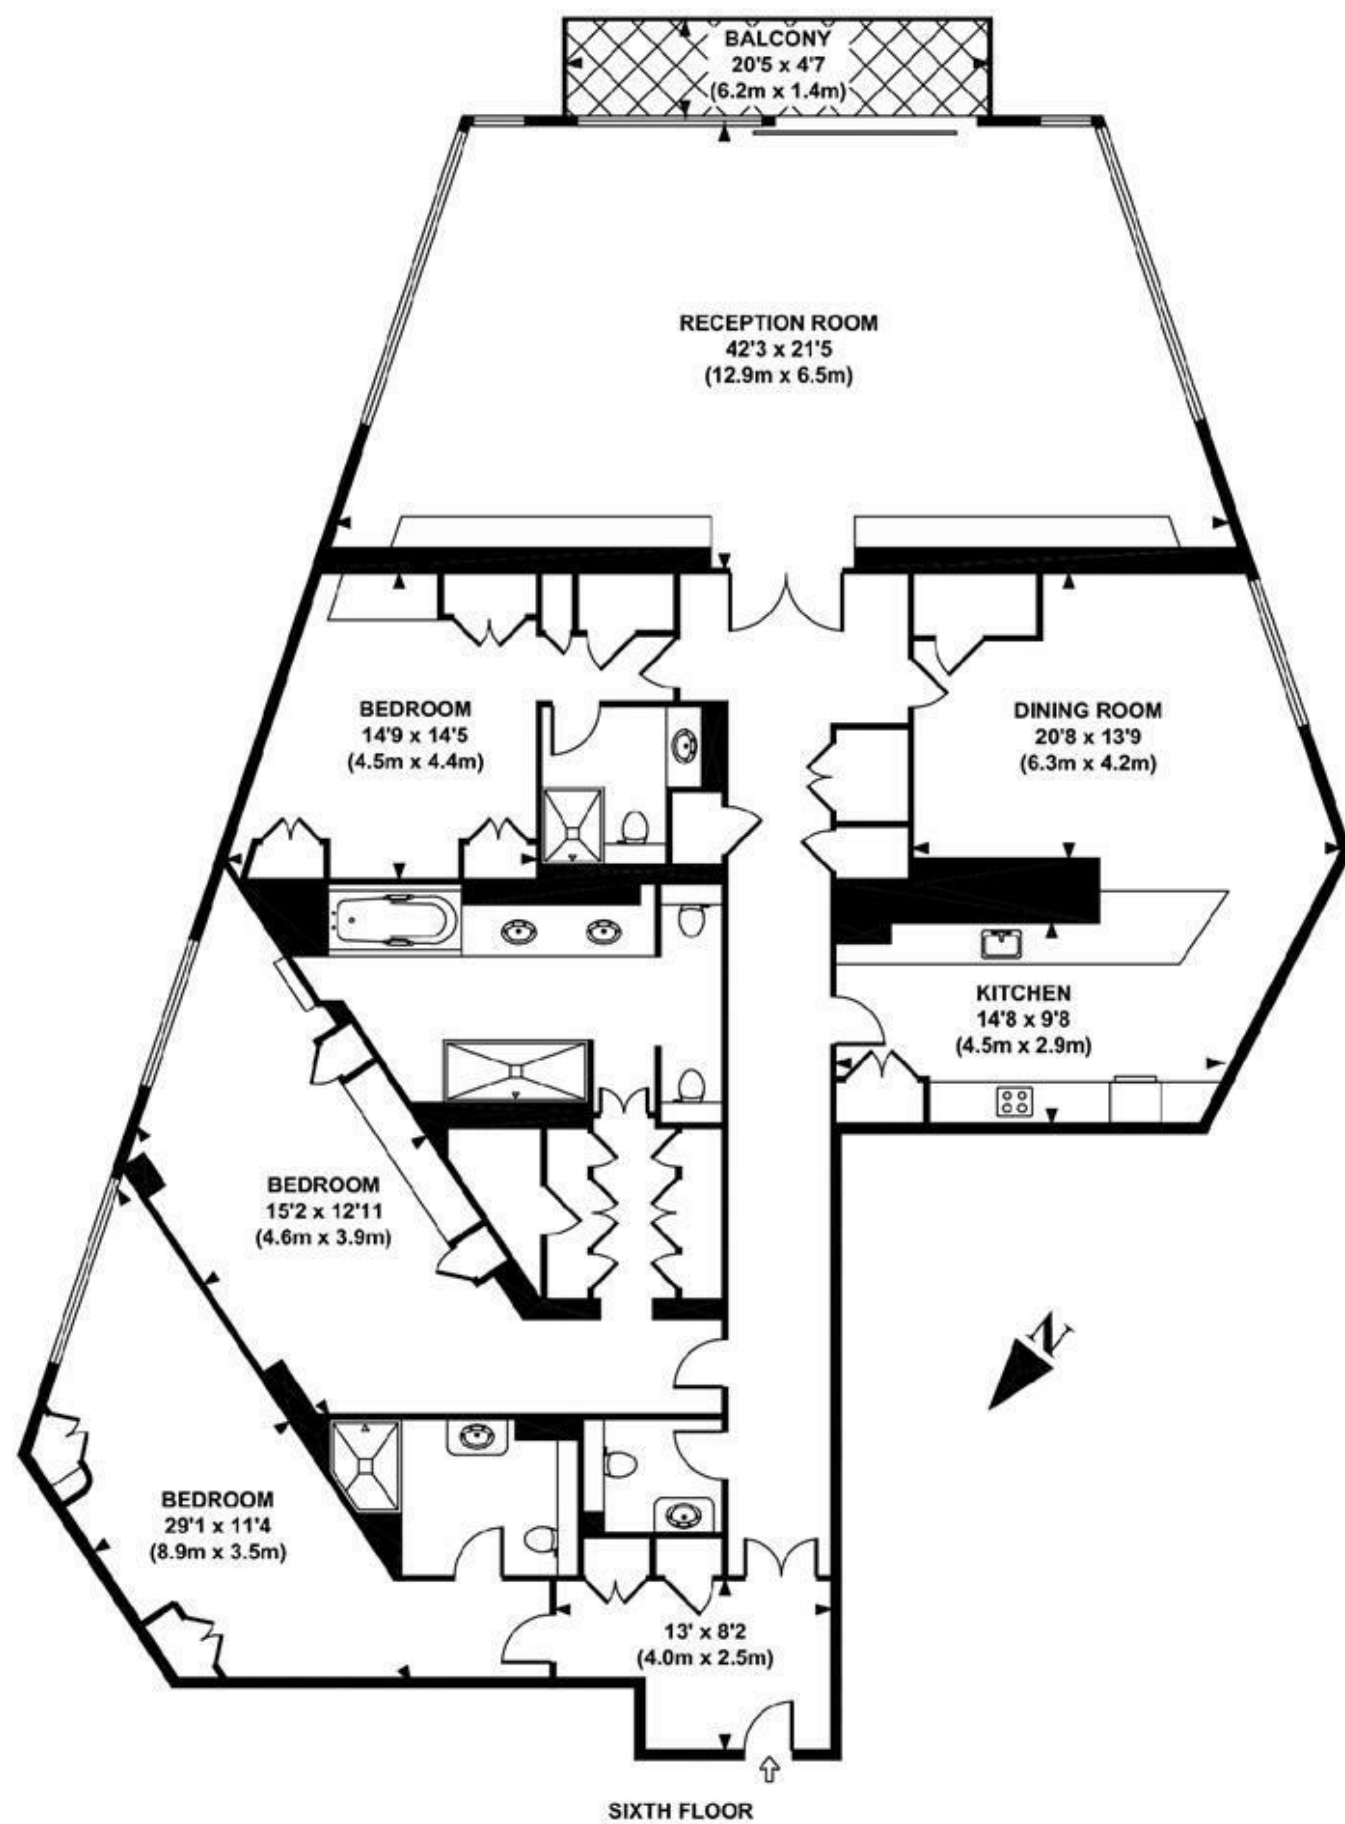 BALCONY
20'5 x 4'7
(6.2m x 1.4m)
RECEPTION ROOM
42'3 x 21'5
(12.9m x 6.5m)
BEDROOM
14'9 x 14'5
(4.5m x 4.4m)
DINING ROOM
20'8 x 13'9
(6.3m x 4.2m)
KITCHEN
14'8 x 9'8
(4.5m x 2.9m)
BEDROOM
15'2 x 12'11
(4.6m x 3.9m)
N
BEDROOM
29'1 x 11'4
(8.9m x 3.5m)
13' x 8'2
(4.0m x 2.5m)
SIXTH FLOOR